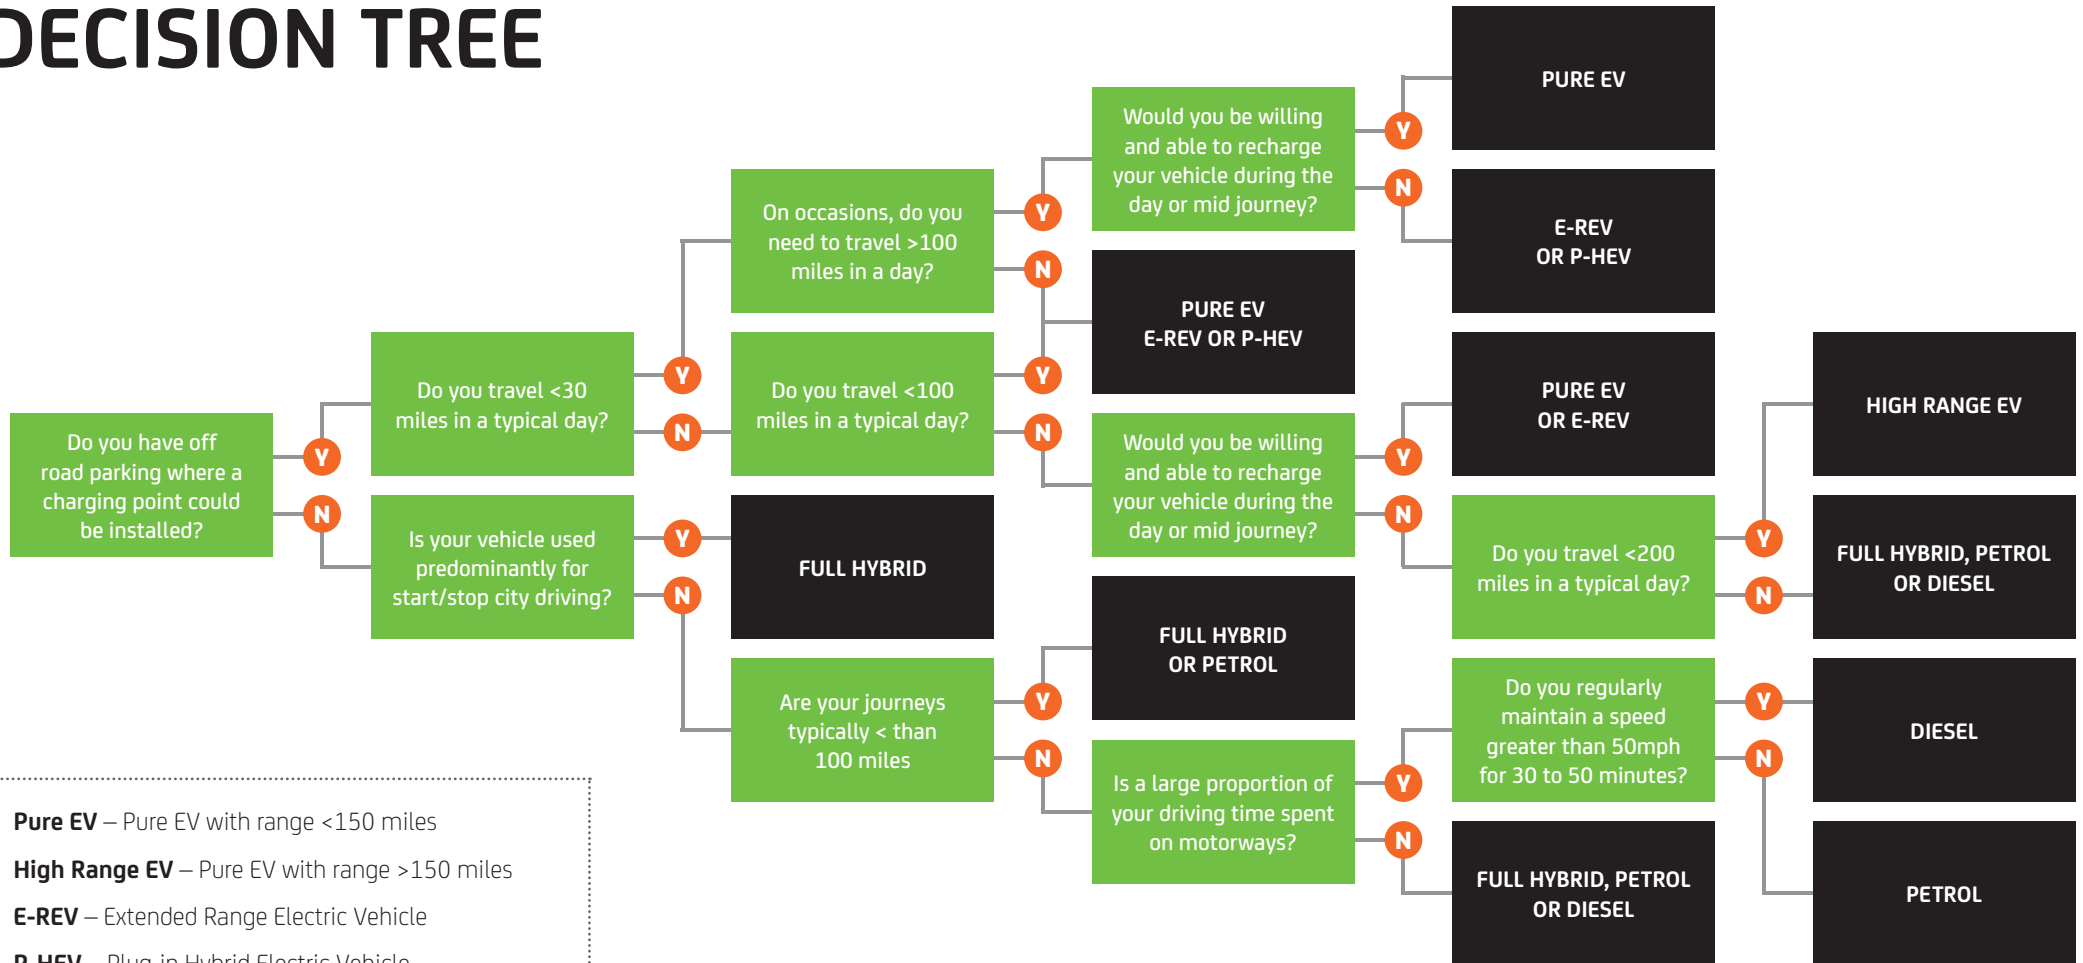 DECISION TREE
Do you have off
road parking where a
charging point could
be installed?
Y
N
Do you travel <30
miles in a typical day?
Y
N
Is your vehicle used
predominantly for
start/stop city driving?
Y
N
On occasions, do you
need to travel >100
miles in a day?
Y
N
Do you travel <100
miles in a typical day?
Y
N
FULL HYBRID
Are your journeys
typically < than
100 miles
Y
N
Would you be willing
and able to recharge
your vehicle during the
day or mid journey?
Y
N
PURE EV
E-REV OR P-HEV
Would you be willing
and able to recharge
your vehicle during the
day or mid journey?
Y
N
FULL HYBRID
OR PETROL
Is a large proportion of
your driving time spent
on motorways?
Y
N
PURE EV
E-REV
OR P-HEV
PURE EV
OR E-REV
Do you travel <200
miles in a typical day?
Y
N
Do you regularly
maintain a speed
greater than 50mph
for 30 to 50 minutes?
Y
N
FULL HYBRID, PETROL
OR DIESEL
HIGH RANGE EV
FULL HYBRID, PETROL
OR DIESEL
DIESEL
PETROL
Pure EV – Pure EV with range <150 miles
High Range EV – Pure EV with range >150 miles
E-REV – Extended Range Electric Vehicle
P-HEV – Plug-in Hybrid Electric Vehicle